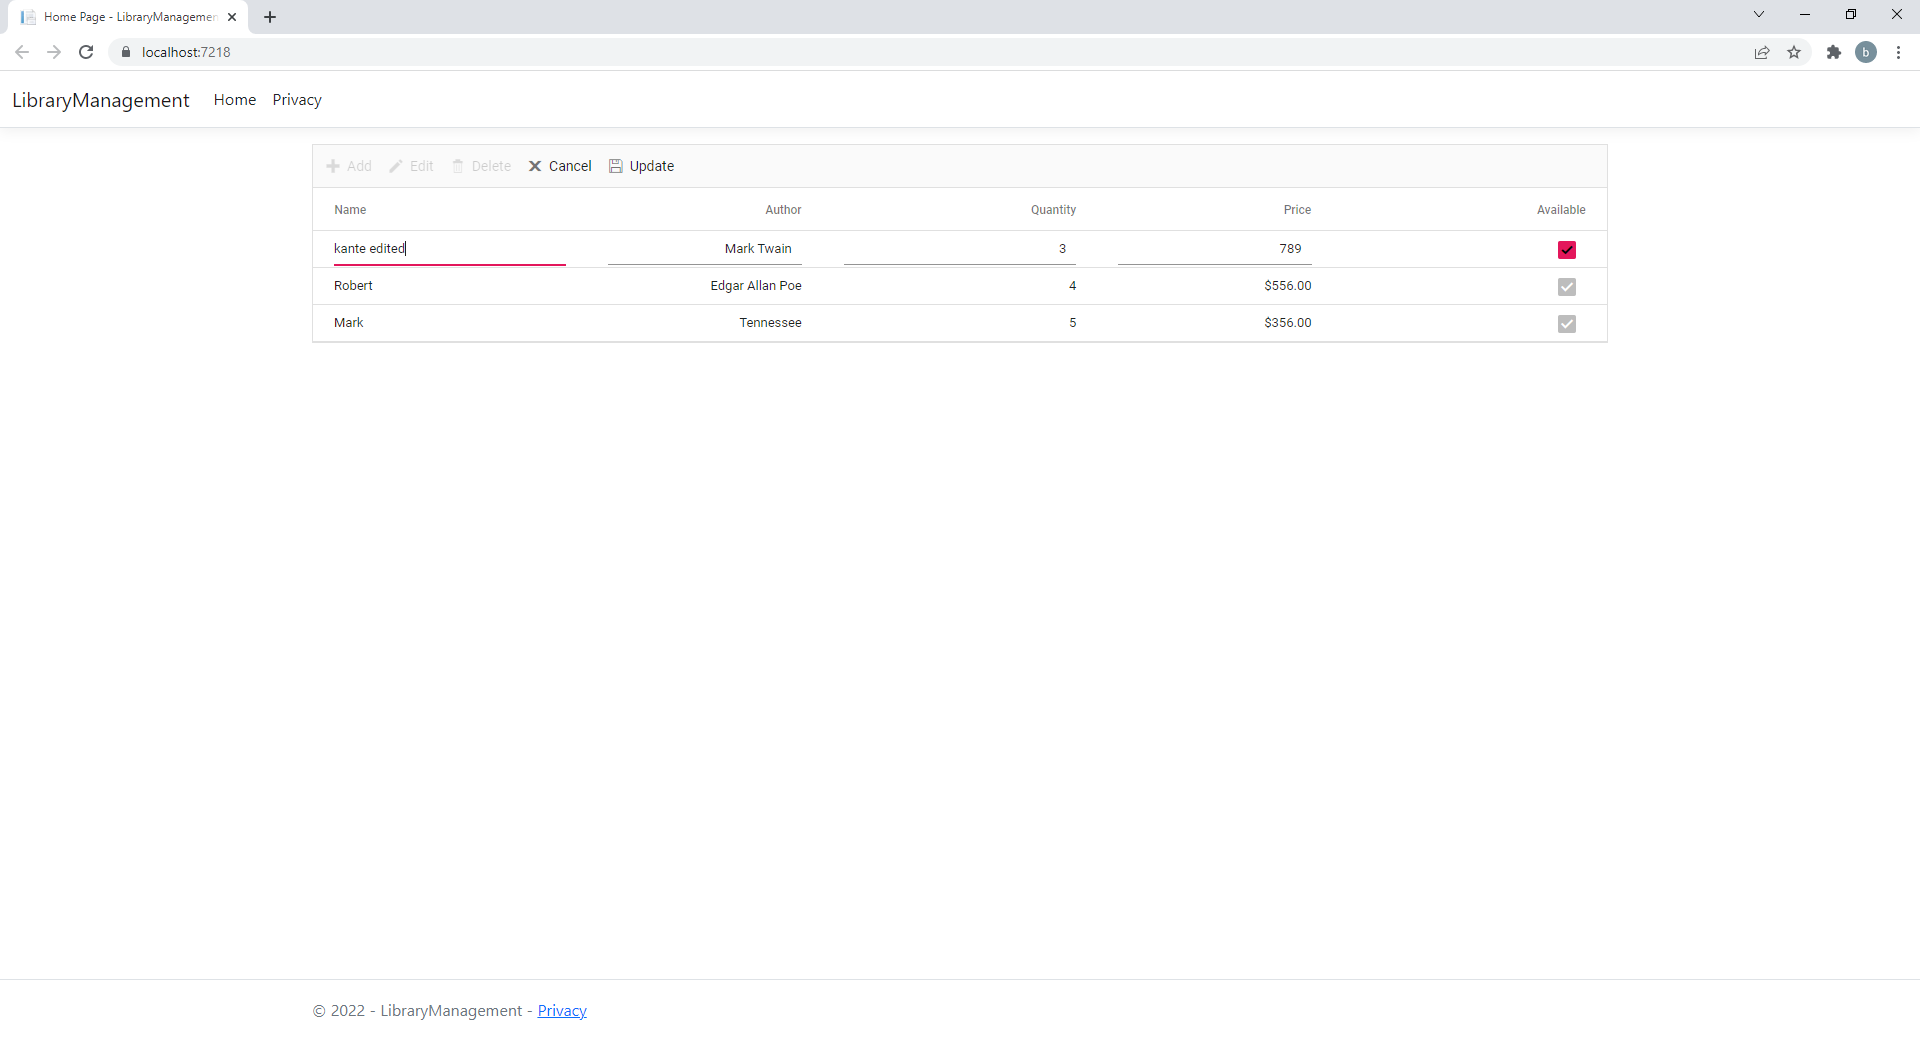 Home Page - LibraryManagemen
localhost:7218
b
LibraryManagement Home Privacy
Add Edit Delete Cancel Update
Name Author Quantity Price Available
kante edited Mark Twain 3 789
Robert Edgar Allan Poe 4 $556.00
Mark Tennessee 5 $356.00
© 2022 - LibraryManagement - Privacy